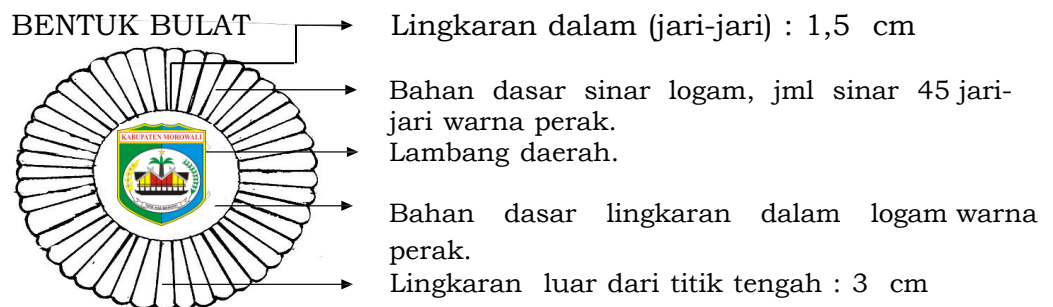 BENTUK BULAT
Lingkaran dalam (jari-jari) : 1,5 cm
Bahan dasar sinar logam, jml sinar 45 jari-
jari warna perak.
KABUPATEN MOROWALI
Lambang daerah.
Bahan dasar lingkaran dalam logam warna
perak.
Lingkaran luar dari titik tengah : 3 cm